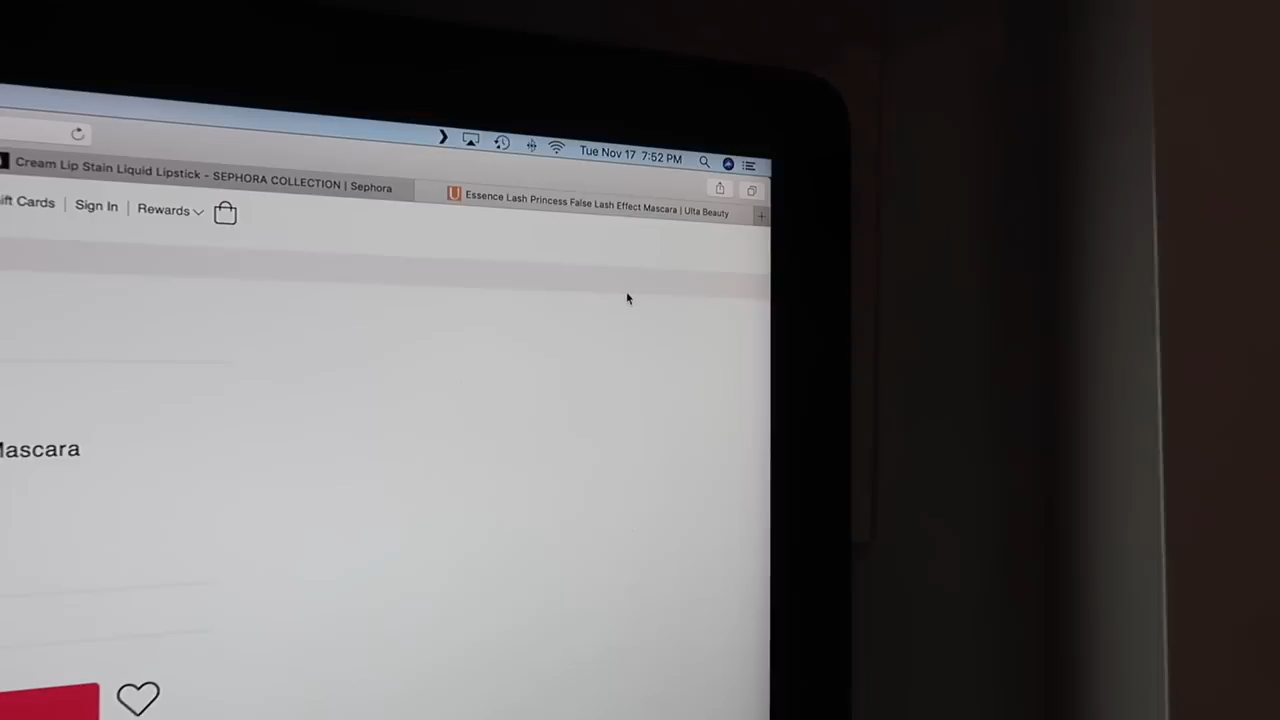 Tue Nov 17 7:52 PM
Cream Lip Stain Liquid Lipstick - SEPHORA COLLECTION | Sephora
Essence Lash Princess False Lash Effect Mascara | Ulta Beauty
ift Cards | Sign In | Rewards
Mascara